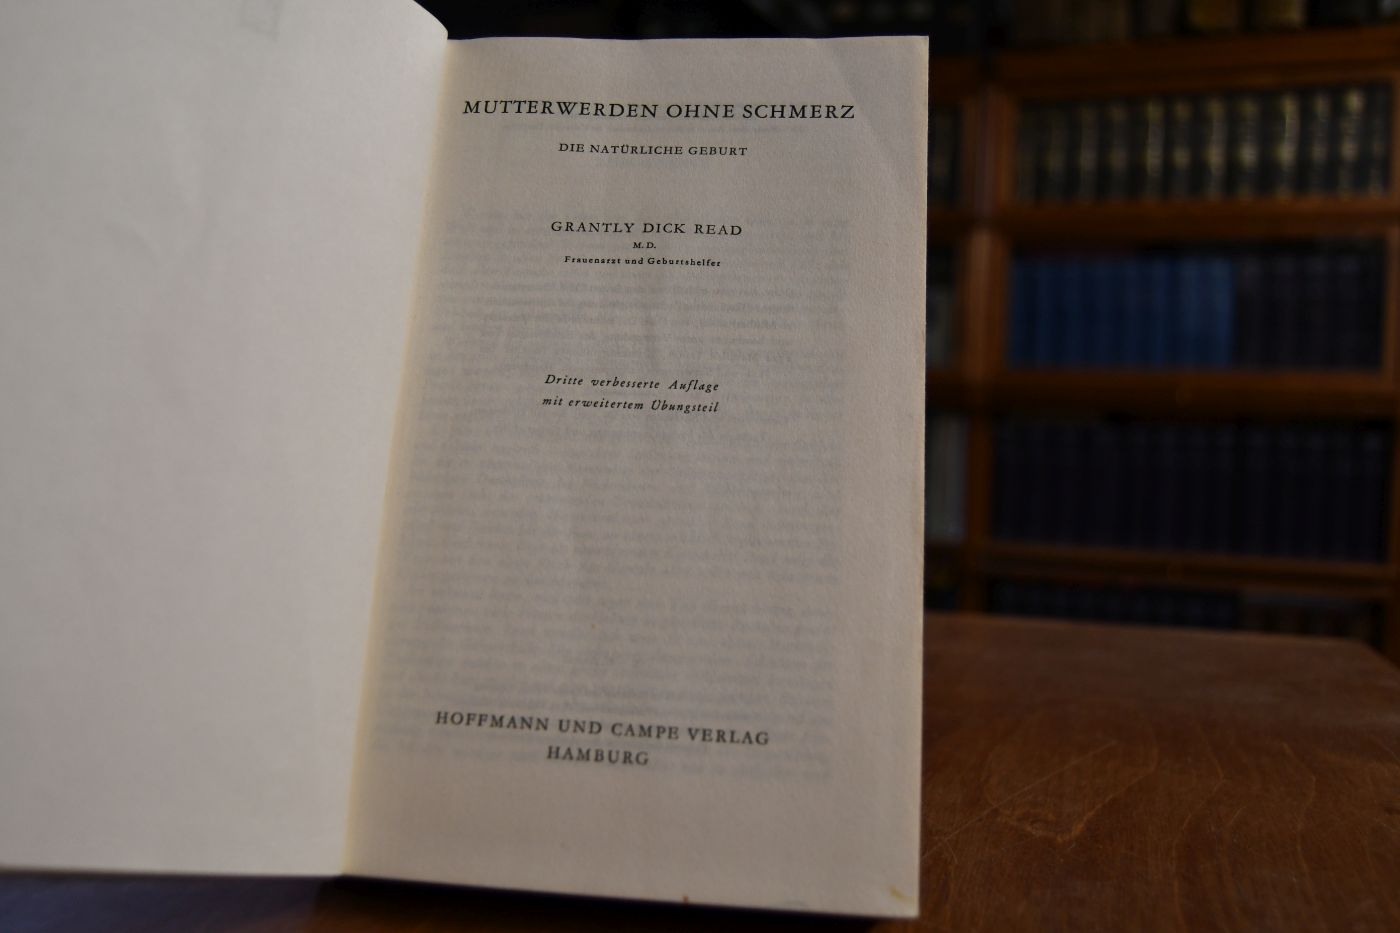 MUTTERWERDEN OHNE SCHMERZ
DIE NATÜRLICHE GEBURT
GRANTLY DICK READ
M. D.
Frauenarzt und Geburtshelfer
Dritte verbesserte Auflage
mit erweitertem Übungsteil
HOFFMANN UND CAMPE VERLAG
HAMBURG